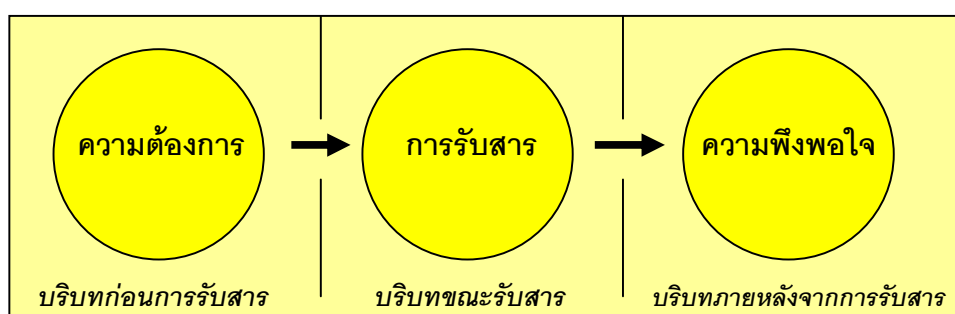 ความต้องการ
การรับสาร
ความพึงพอใจ
บริบทก่อนการรับสาร
บริบทขณะรับสาร
บริบทภายหลังจากการรับสาร